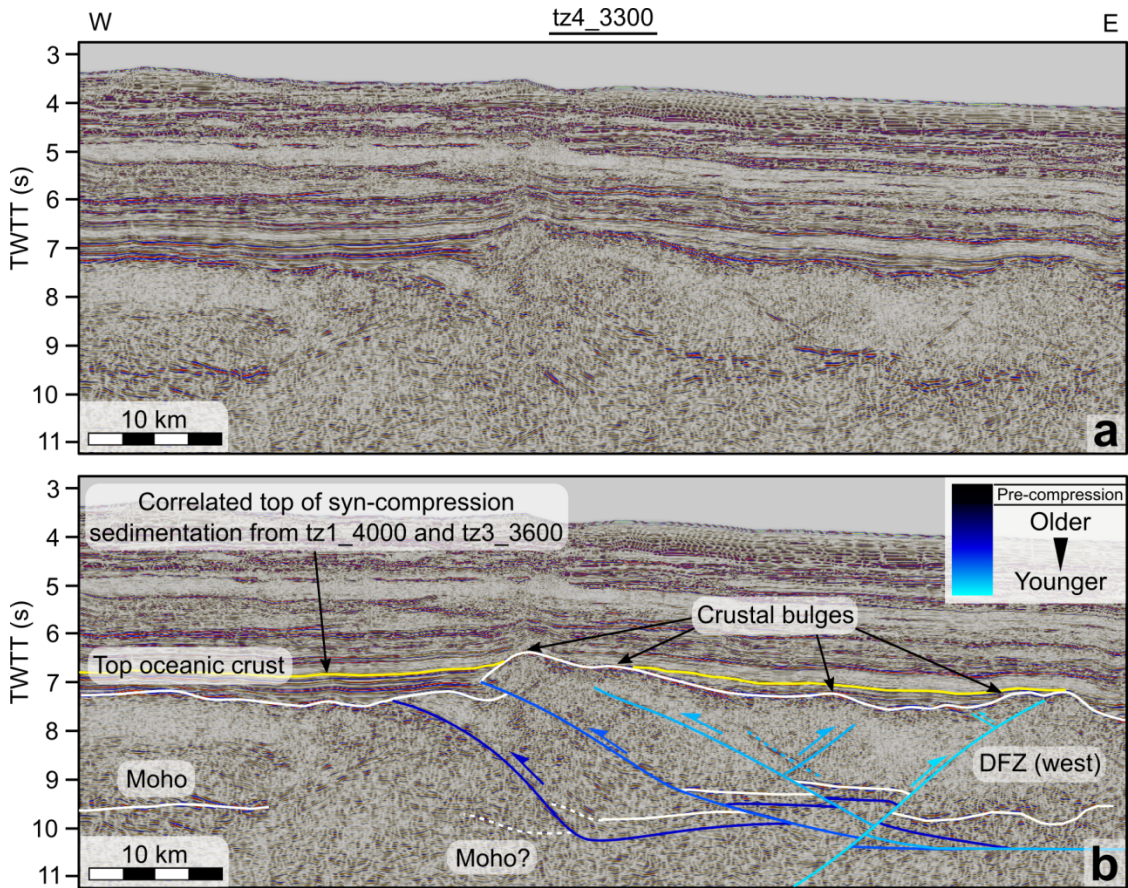 W
tz4_3300
E
TWTT (s)
3
4
5
6
7
8
9
10
11
10 km
a
TWTT (s)
3
4
5
6
7
8
9
10
11
Correlated top of syn-compression
sedimentation from tz1_4000 and tz3_3600
Pre-compression
Older
Younger
Crustal bulges
Top oceanic crust
DFZ (west)
Moho
Moho?
10 km
b